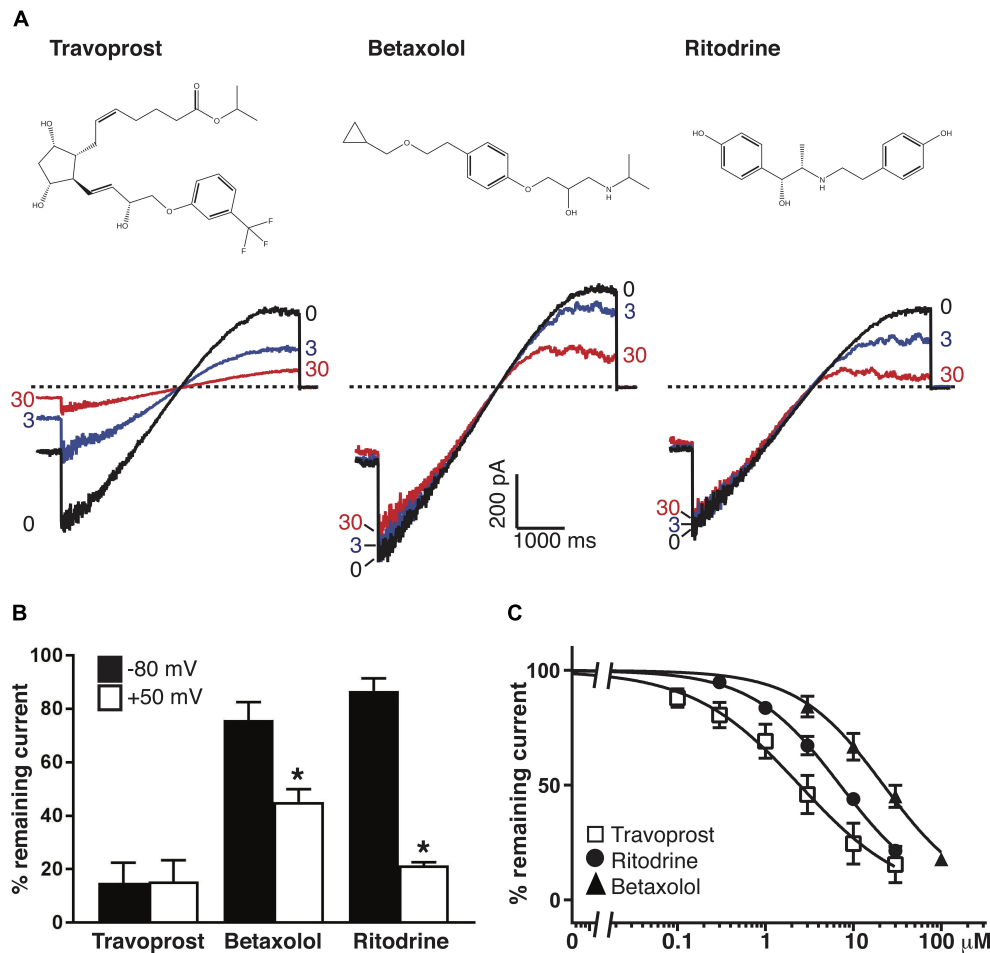 A
Travoprost Betaxolol Ritodrine
O
HO
O
HO
HO
O
F
F
F
O
O
OH
N
H
HO
OH
N
H
OH
0
3
30
30
3
0
0
3
30
30
3
0
0
3
30
30
3
0
200 pA
1000 ms
B
% remaining current
100
80
60
40
20
0
-80 mV
+50 mV
*
*
Travoprost Betaxolol Ritodrine
C
% remaining current
100
50
0
Travoprost
Ritodrine
Betaxolol
0 0.1 1 10 100 µM